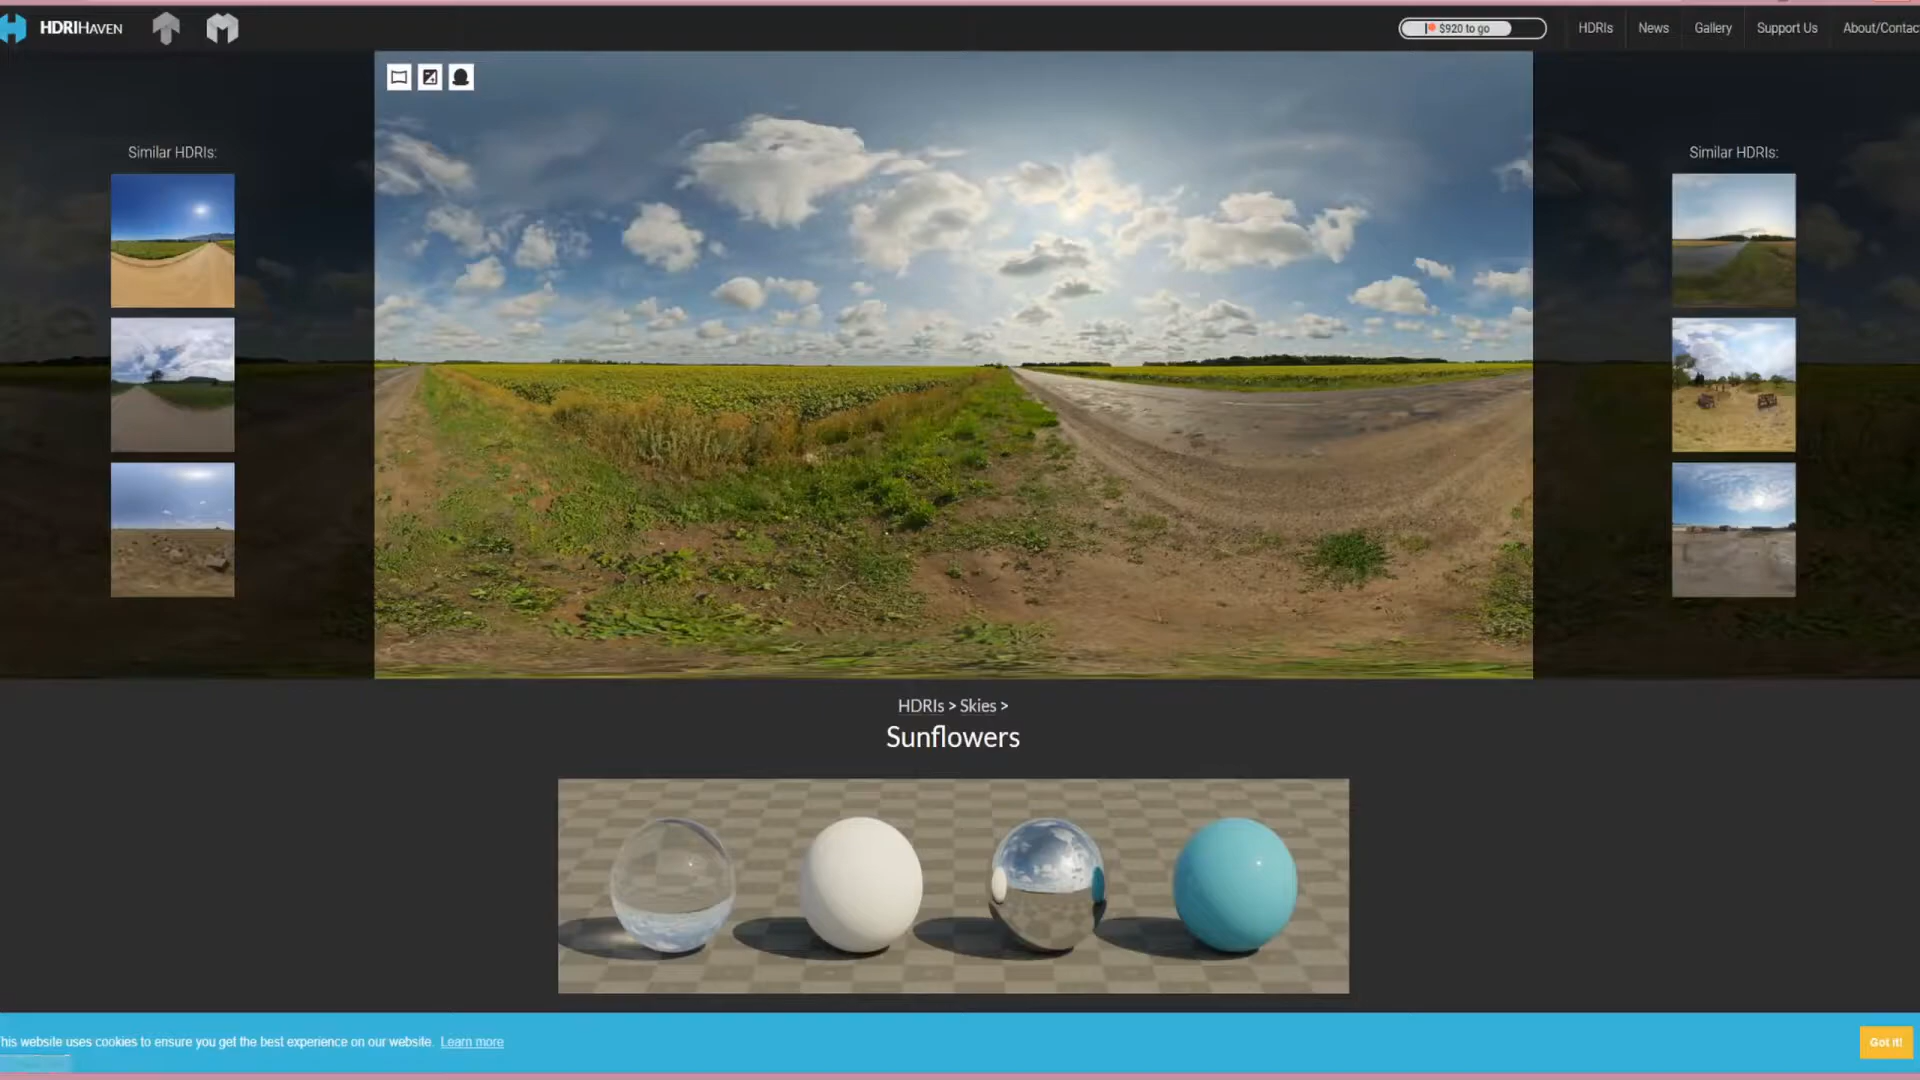 HDRIHAVEN
$920 to go
HDRIs
News
Gallery
Support Us
About/Contac
Similar HDRIs:
Similar HDRIs:
HDRIs > Skies >
Sunflowers
his website uses cookies to ensure you get the best experience on our website. Learn more
Got it!